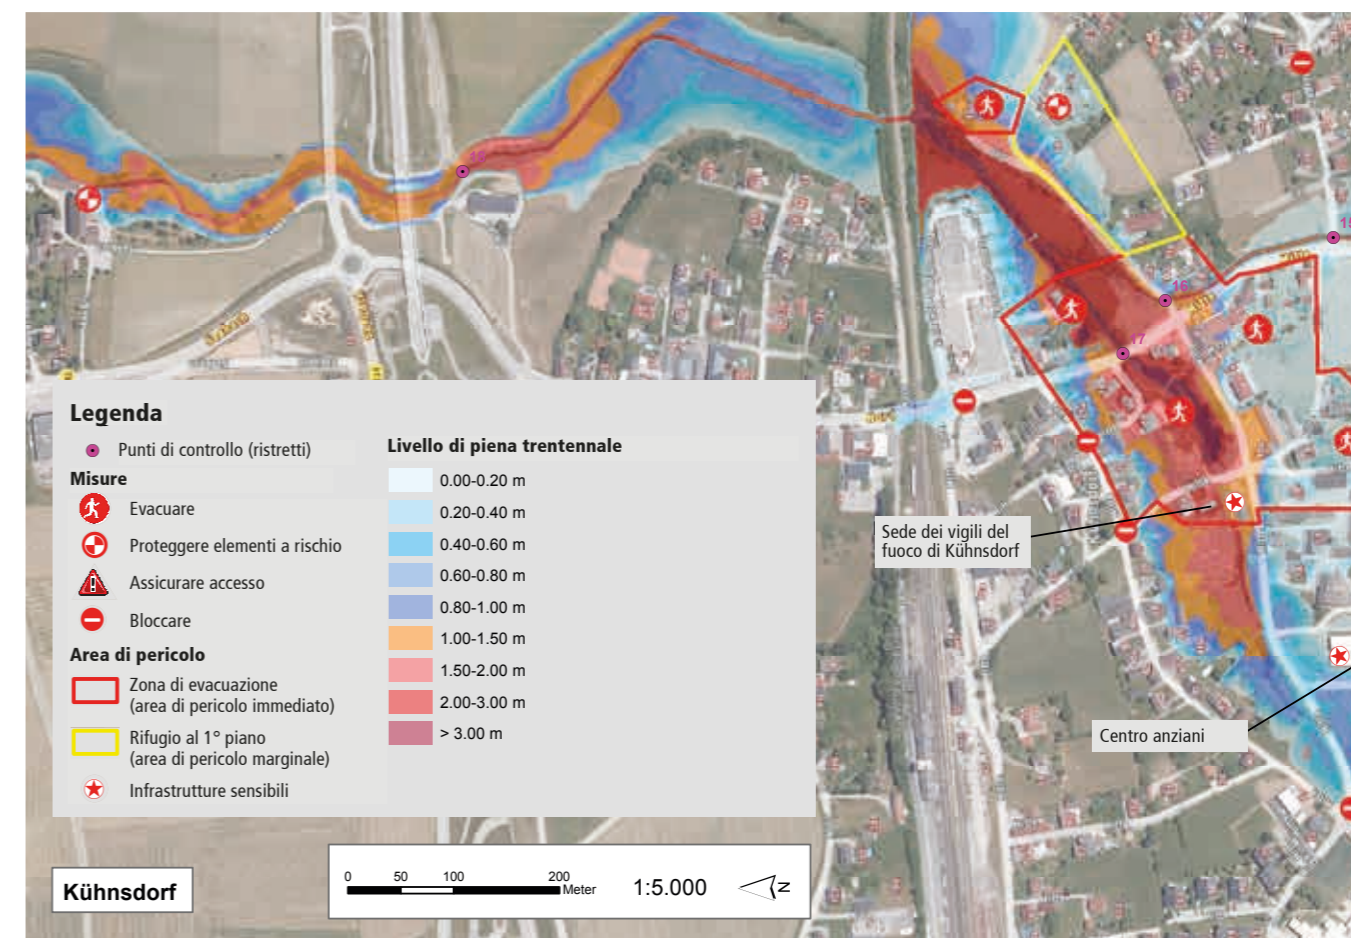 16
17
15
Legenda
Punti di controllo (ristretti)
Misure
Evacuare
Proteggere elementi a rischio
Assicurare accesso
Bloccare
Area di pericolo
Zona di evacuazione
(area di pericolo immediato)
Rifugio al 1° piano
(area di pericolo marginale)
Infrastrutture sensibili
Livello di piena trentennale
0.00-0.20 m
0.20-0.40 m
0.40-0.60 m
0.60-0.80 m
0.80-1.00 m
1.00-1.50 m
1.50-2.00 m
2.00-3.00 m
> 3.00 m
Sede dei vigili del
fuoco di Kühnsdorf
Centro anziani
Kühnsdorf
0 50 100 200
Meter
1:5.000
N